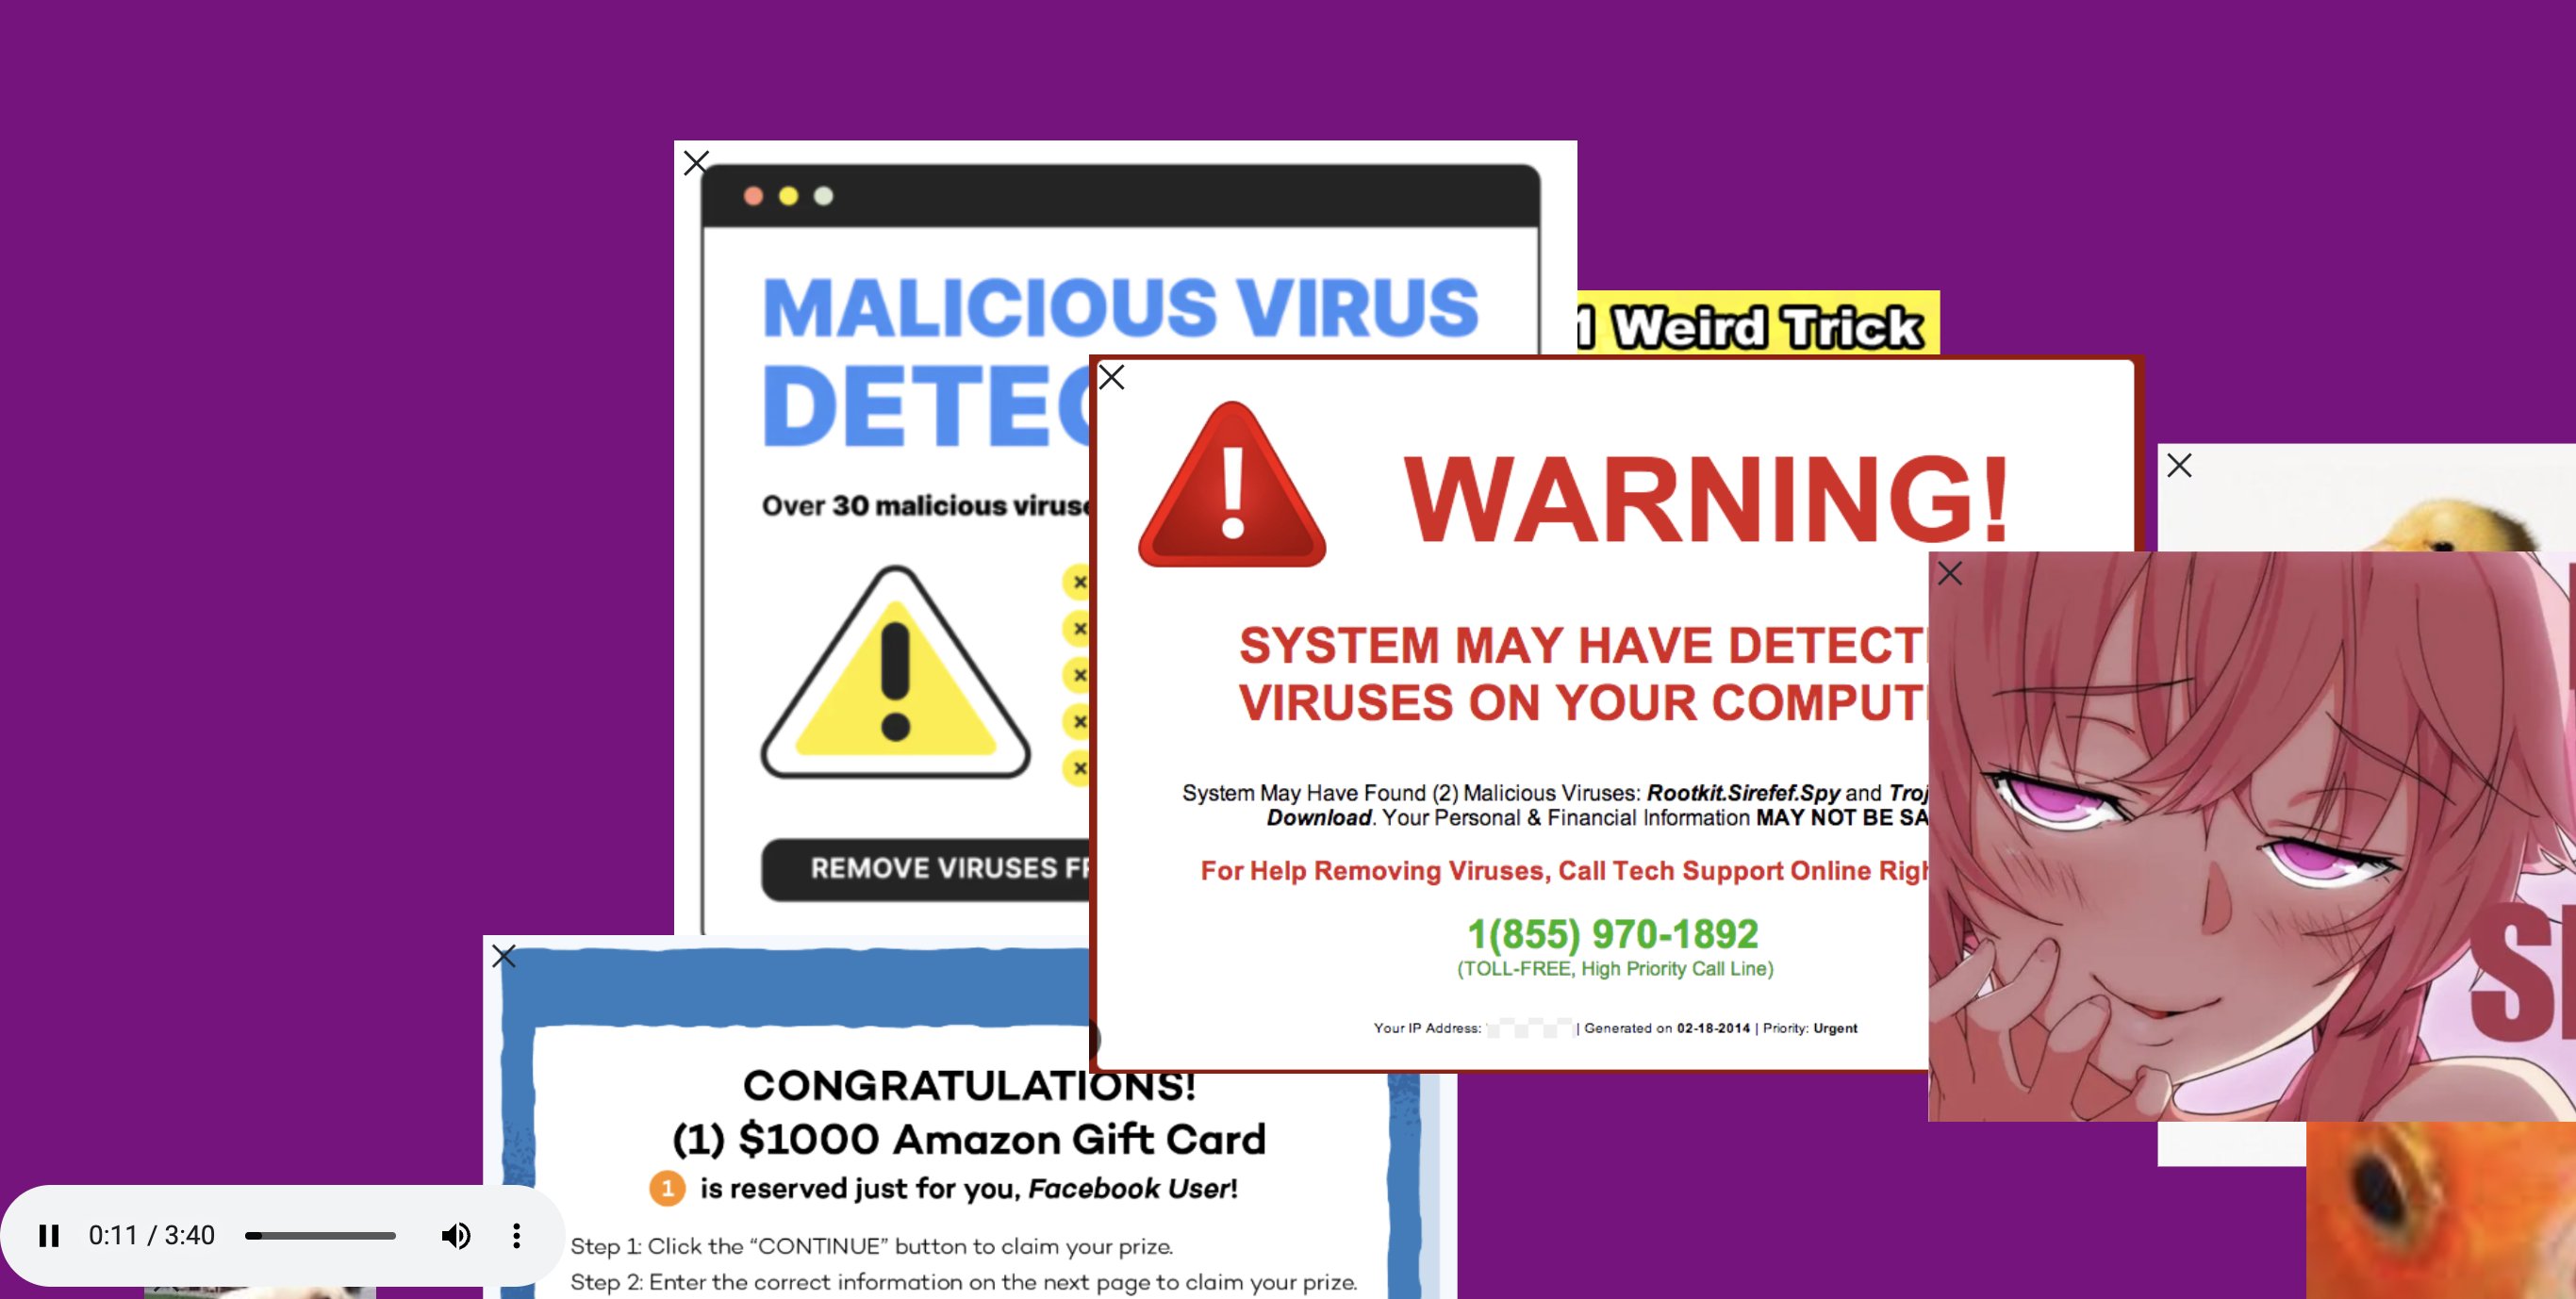 MALICIOUS VIRUS
DETEC
Over 30 malicious viruse
REMOVE VIRUSES FR
1 Weird Trick
WARNING!
SYSTEM MAY HAVE DETECT
VIRUSES ON YOUR COMPUT
System May Have Found (2) Malicious Viruses: Rootkit.Sirefef.Spy and Troj
Download. Your Personal & Financial Information MAY NOT BE SA
For Help Removing Viruses, Call Tech Support Online Righ
1(855) 970-1892
(TOLL-FREE, High Priority Call Line)
Your IP Address: | Generated on 02-18-2014 | Priority: Urgent
CONGRATULATIONS!
(1) $1000 Amazon Gift Card
1 is reserved just for you, Facebook User!
Step 1: Click the “CONTINUE” button to claim your prize.
Step 2: Enter the correct information on the next page to claim your prize.
0:11 / 3:40